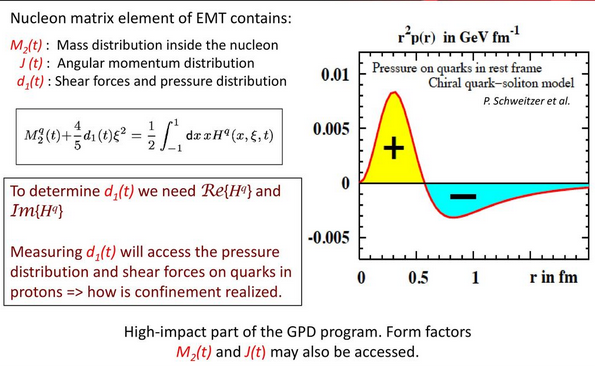 Nucleon matrix element of EMT contains:
M₂(t) : Mass distribution inside the nucleon
J (t) : Angular momentum distribution
d₁(t) : Shear forces and pressure distribution
M₂^q(t)+4/5 d₁(t)ξ² = 1/2 ∫₋₁¹ dx x H^q(x, ξ, t)
To determine d₁(t) we need Re{H^q} and
Im{H^q}
Measuring d₁(t) will access the pressure
distribution and shear forces on quarks in
protons => how is confinement realized.
r²p(r) in GeV fm⁻¹
Pressure on quarks in rest frame
Chiral quark−soliton model
P. Schweitzer et al.
0.01
0.005
0
-0.005
+
−
0 0.5 1 r in fm
High-impact part of the GPD program. Form factors
M₂(t) and J(t) may also be accessed.